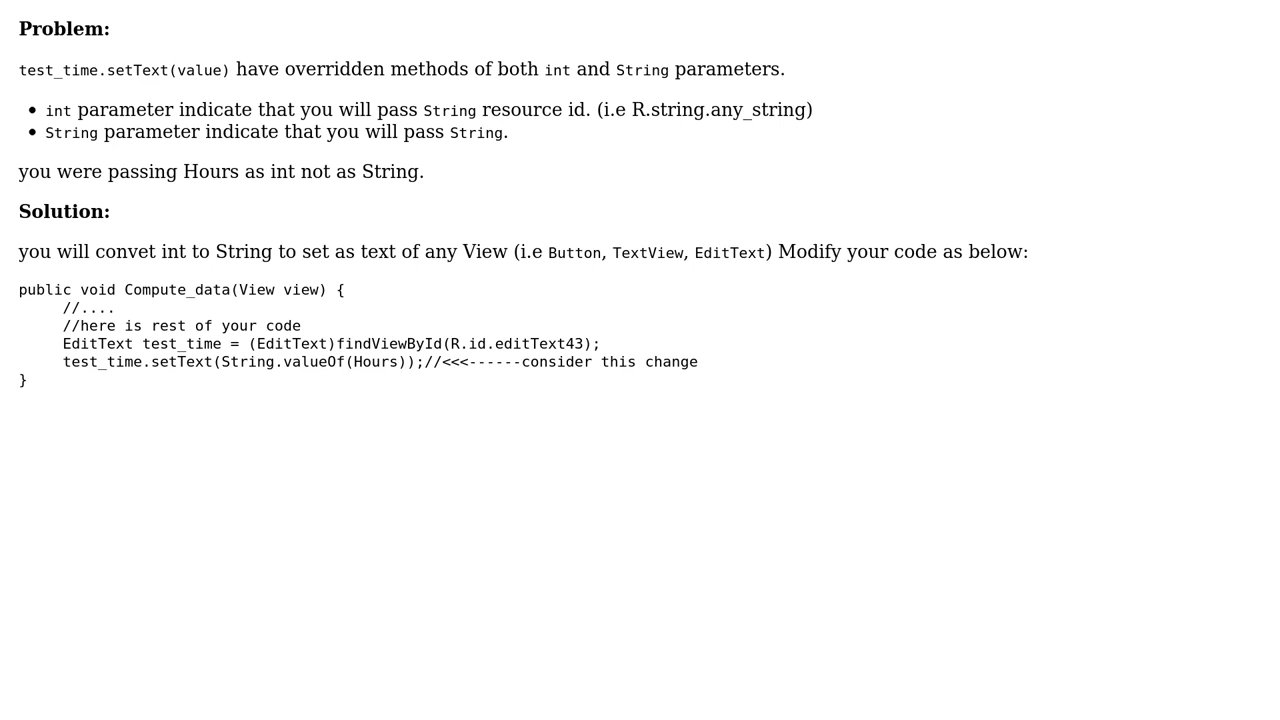 Problem:
test_time.setText(value) have overridden methods of both int and String parameters.
• int parameter indicate that you will pass String resource id. (i.e R.string.any_string)
• String parameter indicate that you will pass String.
you were passing Hours as int not as String.
Solution:
you will convet int to String to set as text of any View (i.e Button, TextView, EditText) Modify your code as below:
public void Compute_data(View view) {
     //....
     //here is rest of your code
     EditText test_time = (EditText)findViewById(R.id.editText43);
     test_time.setText(String.valueOf(Hours));//<<<------consider this change
}